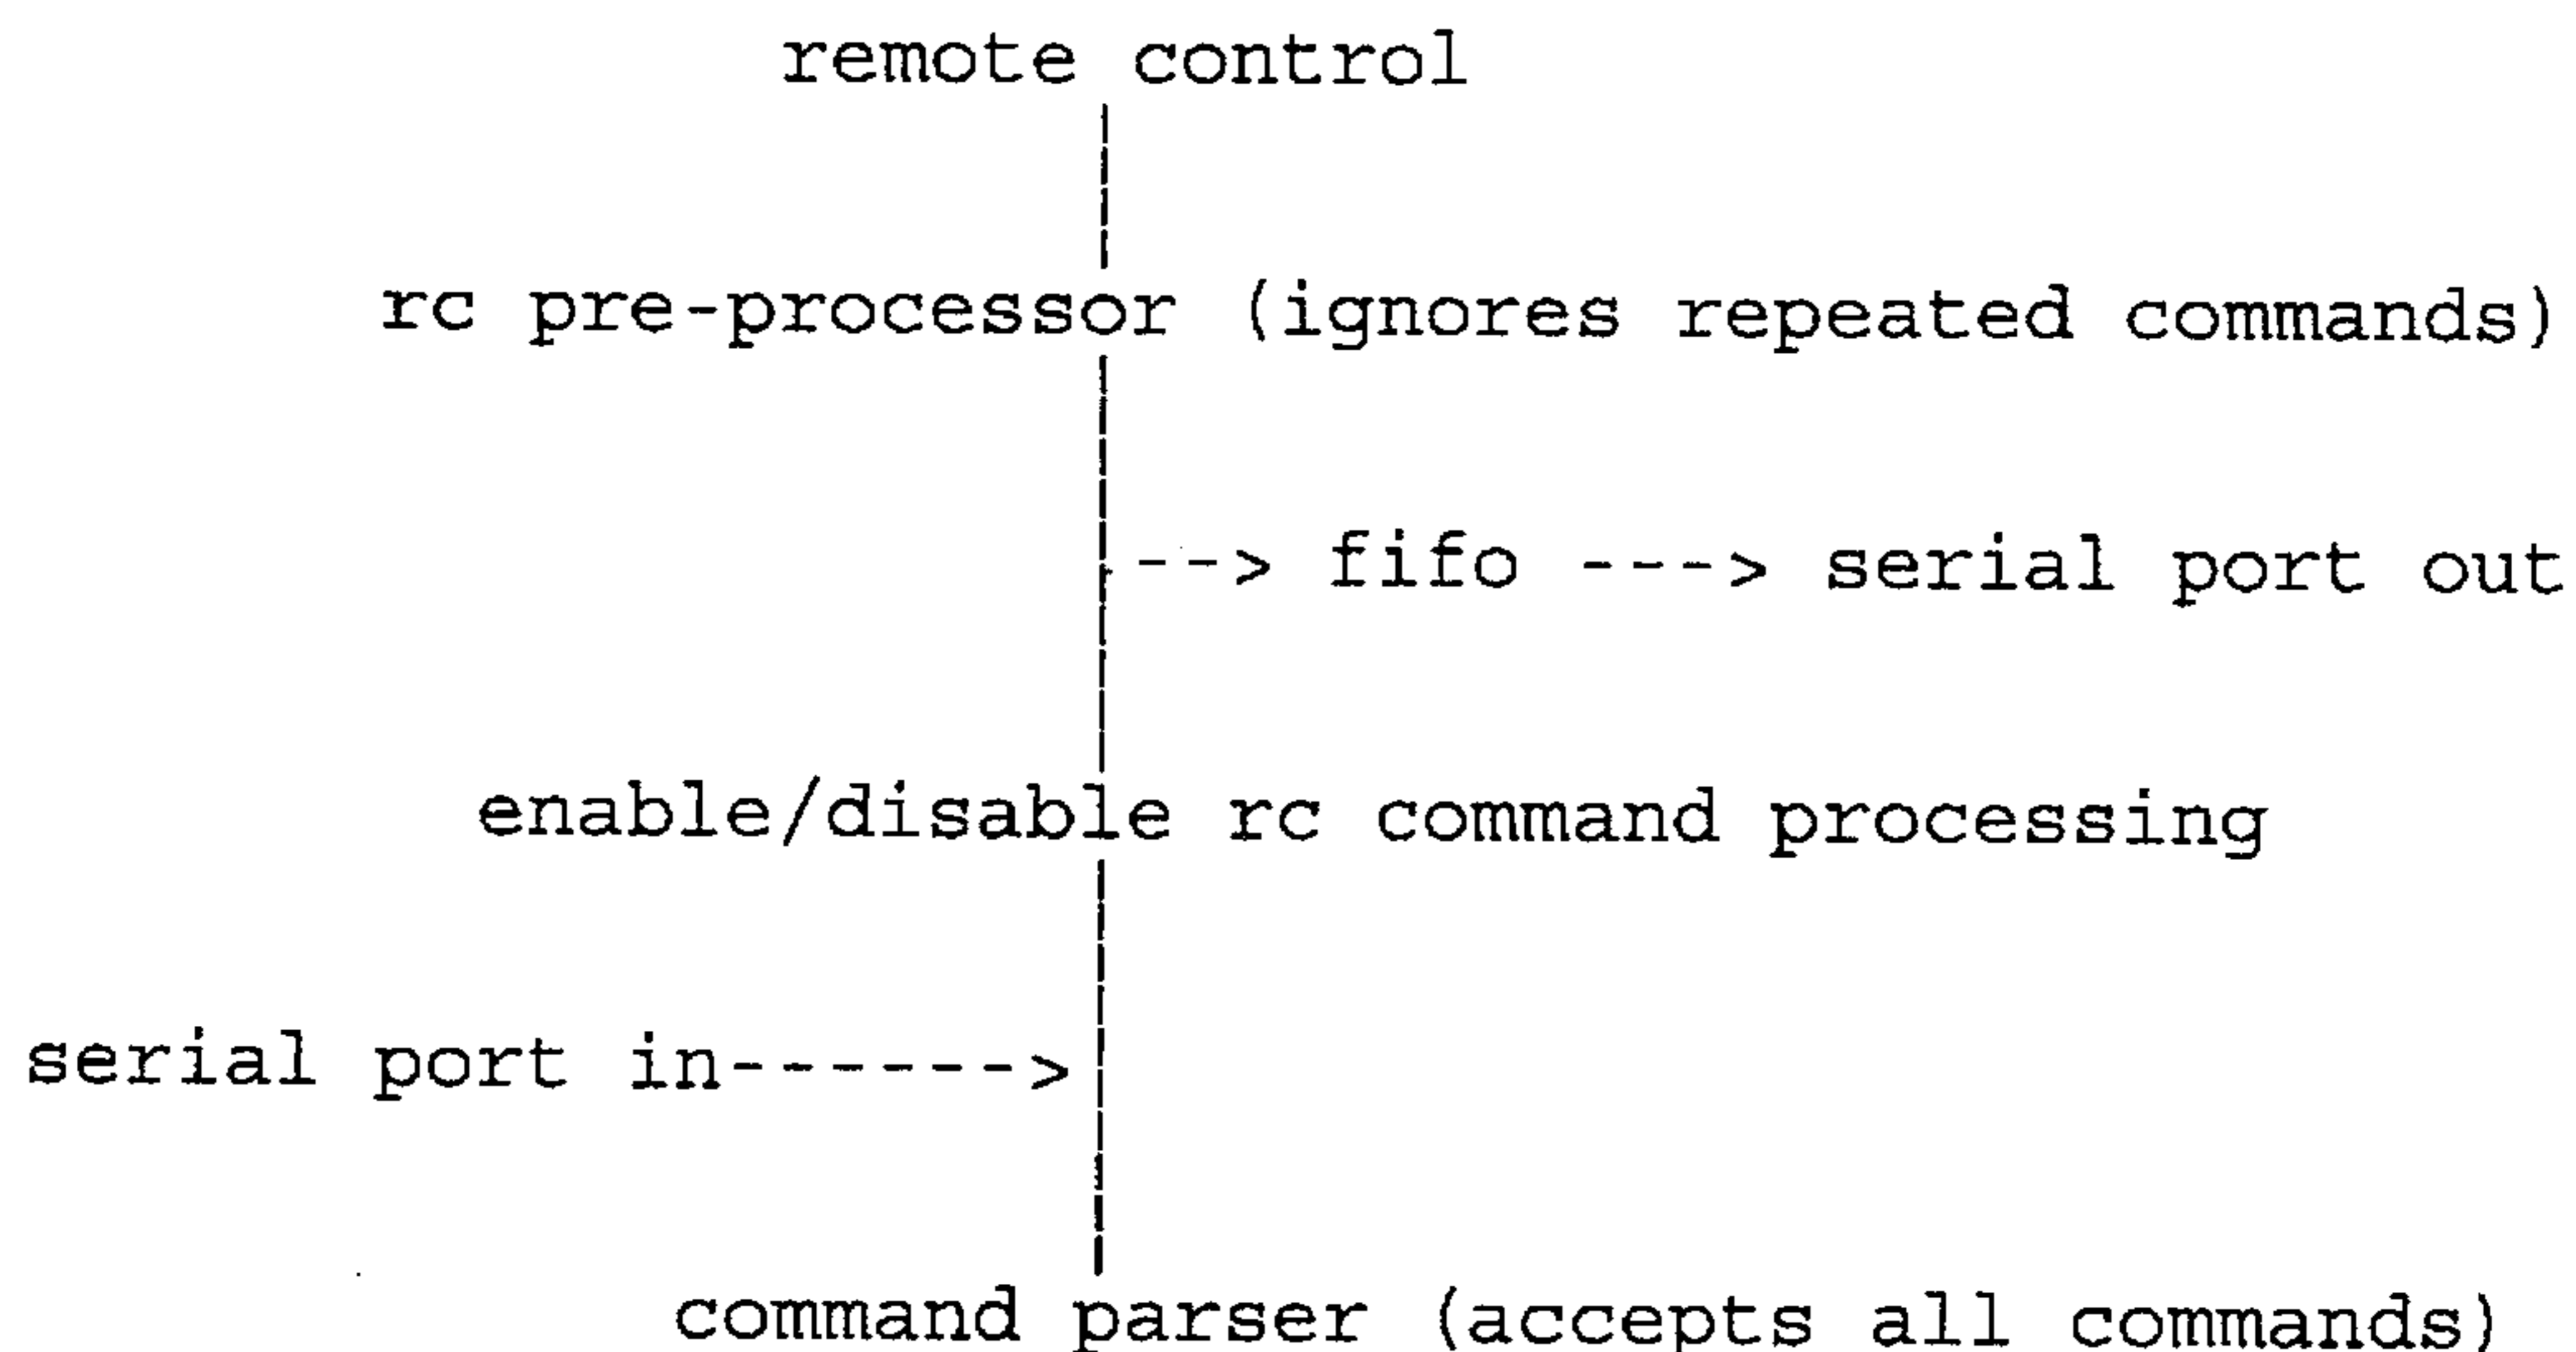 remote control
rc pre-processor (ignores repeated commands)
--> fifo ---> serial port out
enable/disable rc command processing
serial port in------>
command parser (accepts all commands)